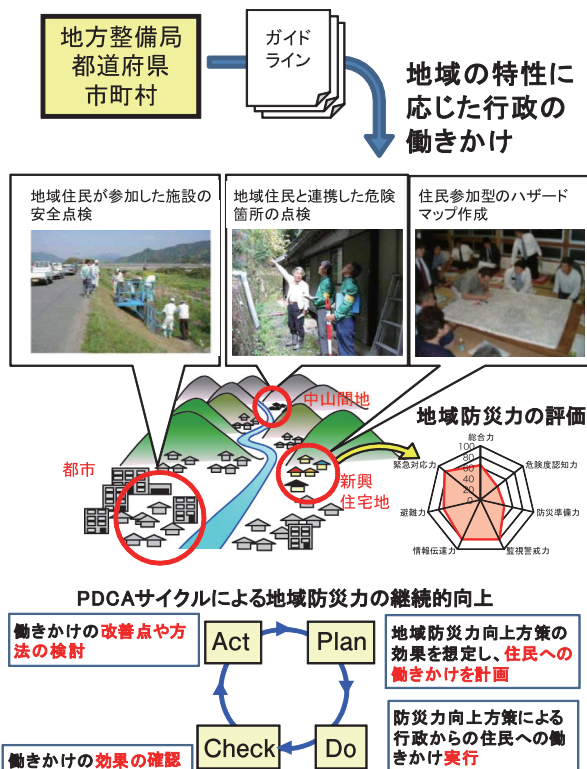 地方整備局
都道府県
市町村
ガイド
ライン
地域の特性に
応じた行政の
働きかけ
地域住民が参加した施設の
安全点検
地域住民と連携した危険
箇所の点検
住民参加型のハザード
マップ作成
中山間地
都市
新興
住宅地
地域防災力の評価
総合力
100
80
60
40
20
0
危険度認知力
防災準備力
監視警戒力
情報伝達力
避難力
緊急対応力
PDCAサイクルによる地域防災力の継続的向上
働きかけの改善点や方
法の検討
Act
Plan
地域防災力向上方策の
効果を想定し、住民への
働きかけを計画
働きかけの効果の確認
Check
Do
防災力向上方策による
行政からの住民への働
きかけ実行